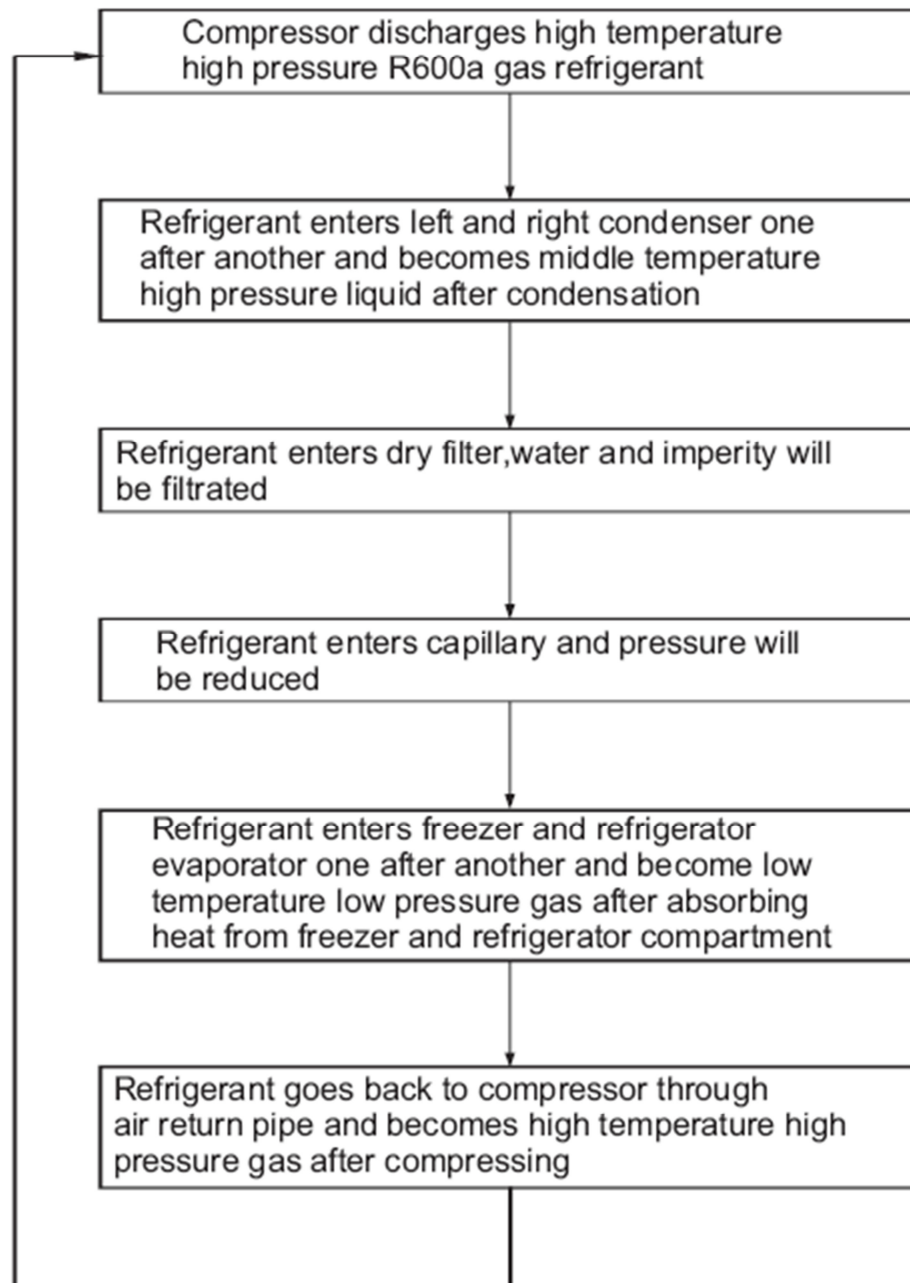 Compressor discharges high temperature
high pressure R600a gas refrigerant
Refrigerant enters left and right condenser one
after another and becomes middle temperature
high pressure liquid after condensation
Refrigerant enters dry filter,water and imperity will
be filtrated
Refrigerant enters capillary and pressure will
be reduced
Refrigerant enters freezer and refrigerator
evaporator one after another and become low
temperature low pressure gas after absorbing
heat from freezer and refrigerator compartment
Refrigerant goes back to compressor through
air return pipe and becomes high temperature high
pressure gas after compressing